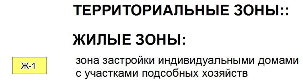 ТЕРРИТОРИАЛЬНЫЕ ЗОНЫ::
ЖИЛЫЕ ЗОНЫ:
Ж-1 зона застройки индивидуальными домами
с участками подсобных хозяйств